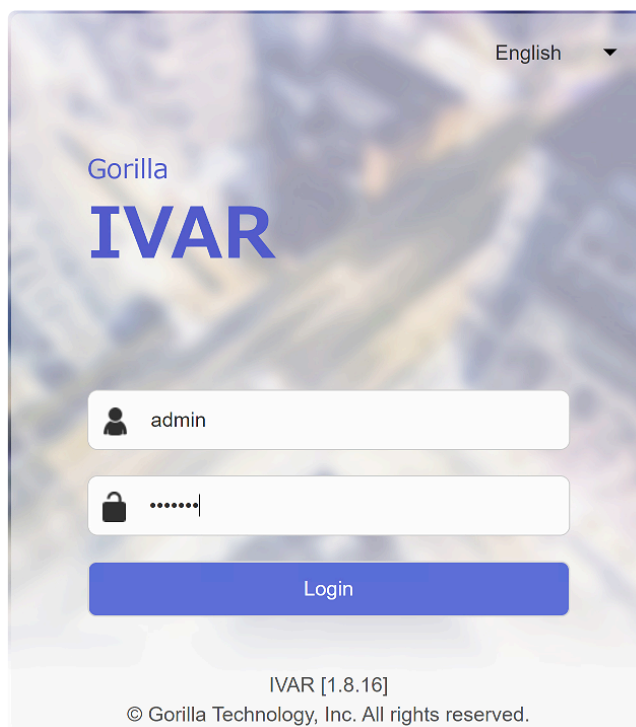 English
Gorilla
IVAR
admin
•••••••
Login
IVAR [1.8.16]
© Gorilla Technology, Inc. All rights reserved.